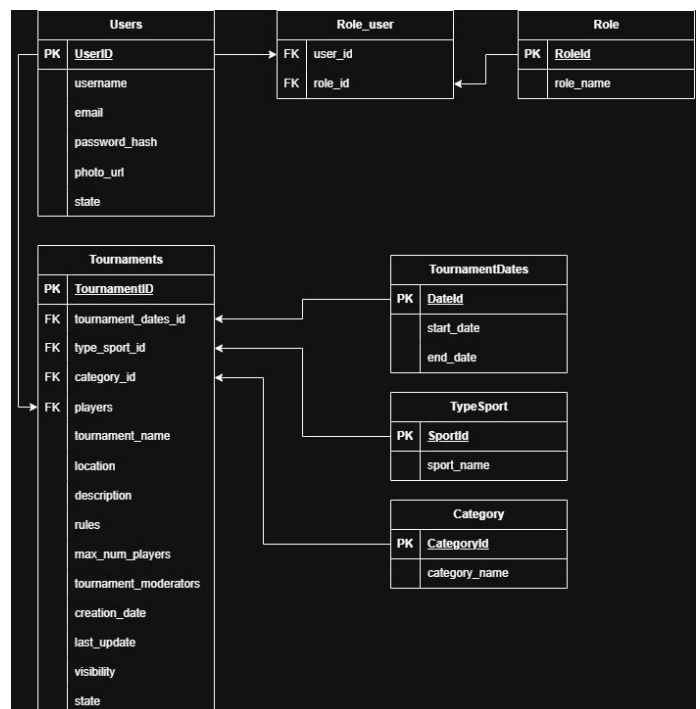 Users
PK UserID
username
email
password_hash
photo_url
state
Role_user
FK user_id
FK role_id
Role
PK RoleId
role_name
Tournaments
PK TournamentID
FK tournament_dates_id
FK type_sport_id
FK category_id
FK players
tournament_name
location
description
rules
max_num_players
tournament_moderators
creation_date
last_update
visibility
state
TournamentDates
PK DateId
start_date
end_date
TypeSport
PK SportId
sport_name
Category
PK CategoryId
category_name